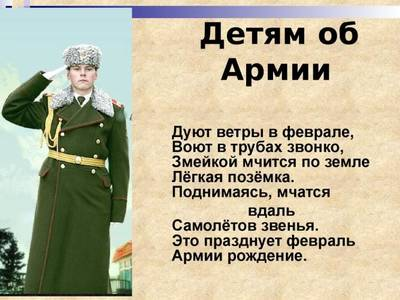 Детям об
Армии
Дуют ветры в феврале,
Воют в трубах звонко,
Змейкой мчится по земле
Лёгкая позёмка.
Поднимаясь, мчатся
вдаль
Самолётов звенья.
Это празднует февраль
Армии рождение.